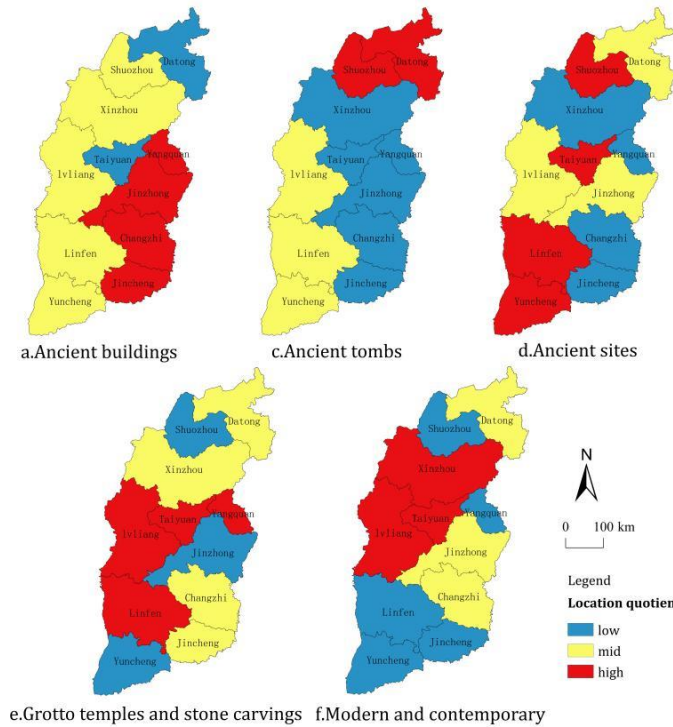 Datong
Shuozhou
Xinzhou
Taiyuan
Yangquan
lvliang
Jinzhong
Changzhi
Linfen
Jincheng
Yuncheng
a.Ancient buildings
Datong
Shuozhou
Xinzhou
Taiyuan
Yangquan
lvliang
Jinzhong
Changzhi
Linfen
Jincheng
Yuncheng
c.Ancient tombs
Datong
Shuozhou
Xinzhou
Taiyuan
Yangquan
lvliang
Jinzhong
Linfen
Changzhi
Jincheng
Yuncheng
d.Ancient sites
Datong
Shuozhou
Xinzhou
Taiyuan
Yangquan
lvliang
Jinzhong
Changzhi
Linfen
Jincheng
Yuncheng
e.Grotto temples and stone carvings
Datong
Shuozhou
Xinzhou
Taiyuan
Yangquan
lvliang
Jinzhong
Changzhi
Linfen
Jincheng
Yuncheng
f.Modern and contemporary
N
0 100 km
Legend
Location quotien
low
mid
high